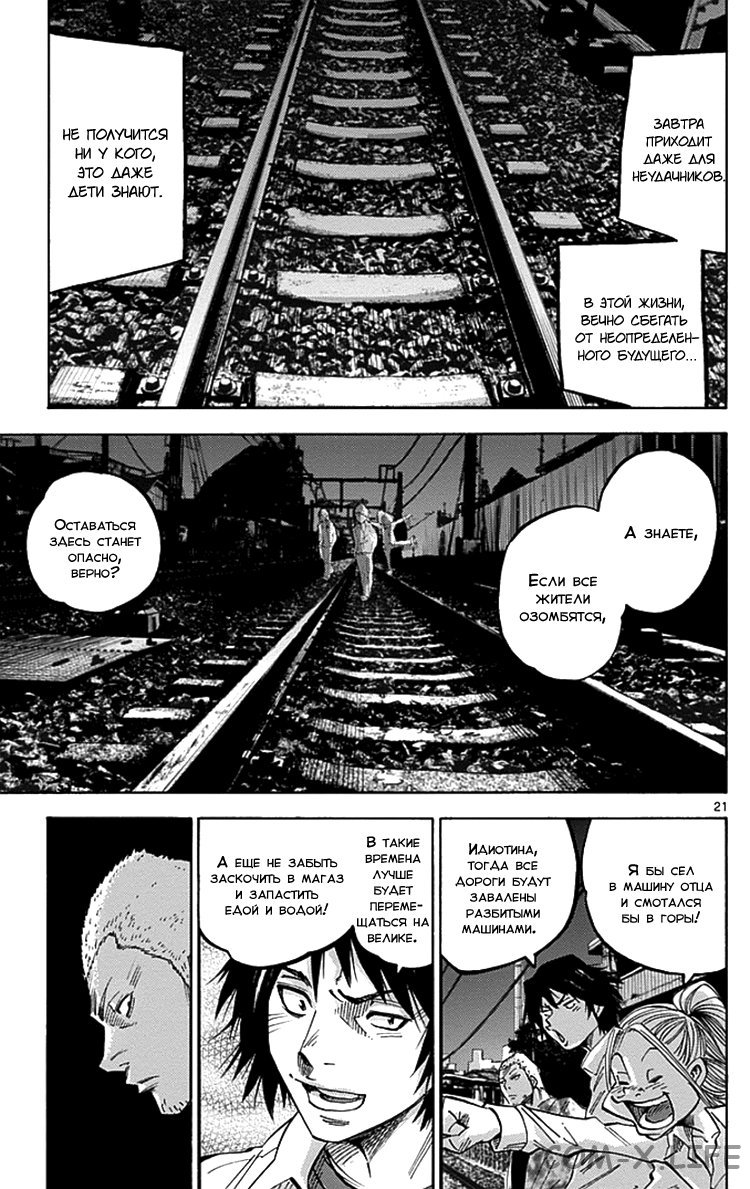 ЗАВТРА
ПРИХОДИТ
ДАЖЕ ДЛЯ
НЕУДАЧНИКОВ.
В ЭТОЙ ЖИЗНИ,
ВЕЧНО СБЕГАТЬ
ОТ НЕОПРЕДЕЛЕН-
НОГО БУДУЩЕГО...
НЕ ПОЛУЧИТСЯ
НИ У КОГО,
ЭТО ДАЖЕ
ДЕТИ ЗНАЮТ.
А ЗНАЕТЕ,
ЕСЛИ ВСЕ
ЖИТЕЛИ
ОЗОМБЯТСЯ,
ОСТАВАТЬСЯ
ЗДЕСЬ СТАНЕТ
ОПАСНО,
ВЕРНО?
21
Я БЫ СЕЛ
В МАШИНУ ОТЦА
И СМОТАЛСЯ
БЫ В ГОРЫ!
ИДИОТИНА,
ТОГДА ВСЕ
ДОРОГИ БУДУТ
ЗАВАЛЕНЫ
РАЗБИТЫМИ
МАШИНАМИ.
В ТАКИЕ
ВРЕМЕНА
ЛУЧШЕ
БУДЕТ
ПЕРЕМЕ-
ЩАТЬСЯ НА
ВЕЛИКЕ.
А ЕЩЕ НЕ ЗАБЫТЬ
ЗАСКОЧИТЬ В МАГАЗ
И ЗАПАСТИТЬ
ЕДОЙ И ВОДОЙ!
COM-X.LIFE